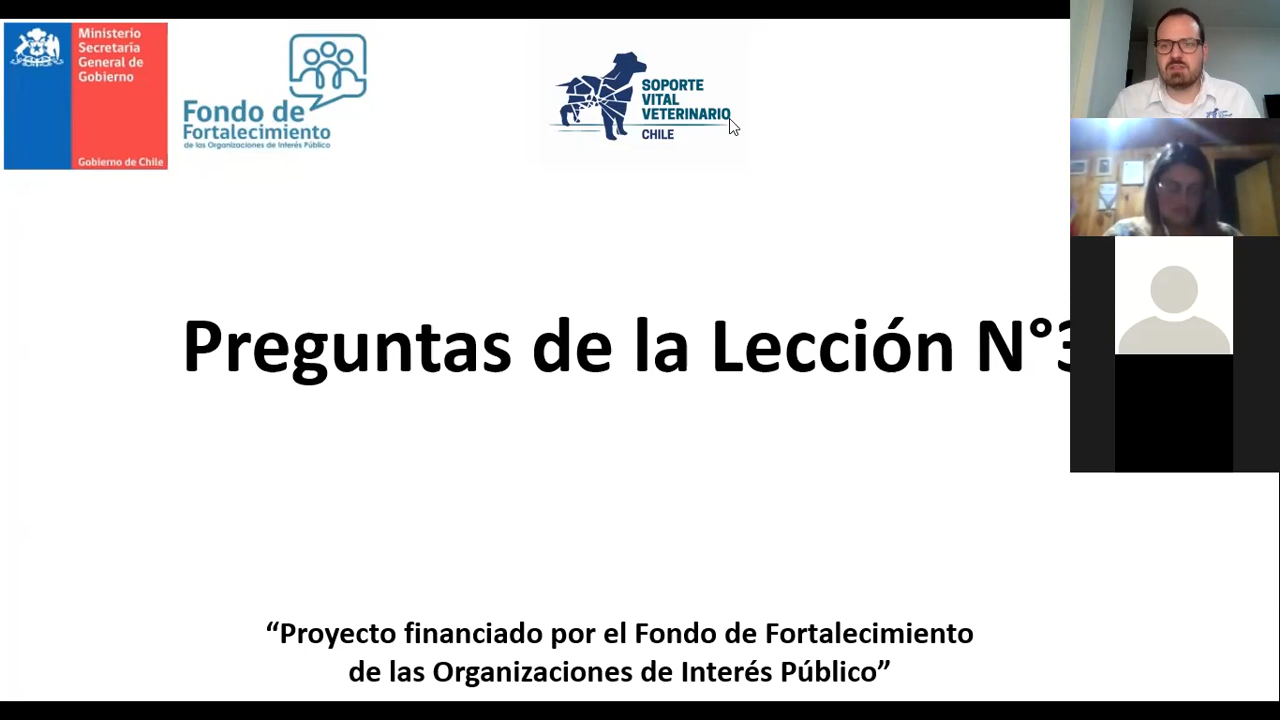 Ministerio
Secretaría
General de
Gobierno
Gobierno de Chile
Fondo de
Fortalecimiento
de las Organizaciones de Interés Público
SOPORTE
VITAL
VETERINARIO
CHILE
Preguntas de la Lección N°3
“Proyecto financiado por el Fondo de Fortalecimiento
de las Organizaciones de Interés Público”